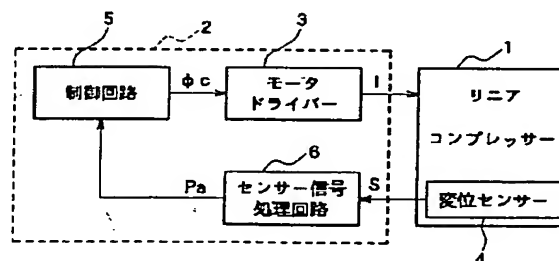 5
2
3
1
制御回路
φc
モータ
ドライバー
I
リニア
コンプレッサー
6
Pa
センサー信号
処理回路
S
変位センサー
4